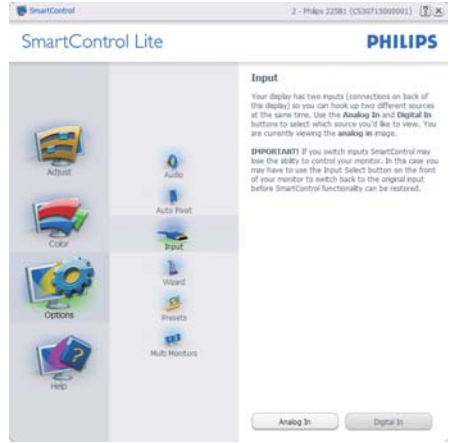 SmartControl
2 - Philips 225B1 (CS30715000001)
SmartControl Lite
PHILIPS
Adjust
Color
Options
Help
Audio
Auto Pivot
Input
Wizard
Presets
Multi Monitors
Input
Your display has two inputs (connections on back of
the display) so you can hook up two different sources
at the same time. Use the Analog In and Digital In
buttons to select which source you'd like to view. You
are currently viewing the analog in image.
IMPORTANT! If you switch inputs SmartControl may
lose the ability to control your monitor. In this case you
may have to use the Input Select button on the front
of your monitor to switch back to the original input
before SmartControl functionality can be restored.
Analog In
Digital In